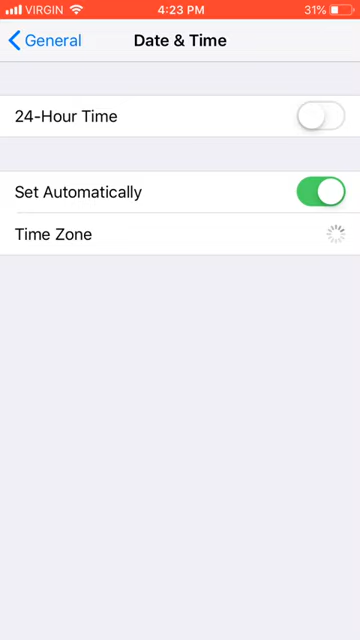 VIRGIN 4:23 PM 31%
General Date & Time
24-Hour Time
Set Automatically
Time Zone